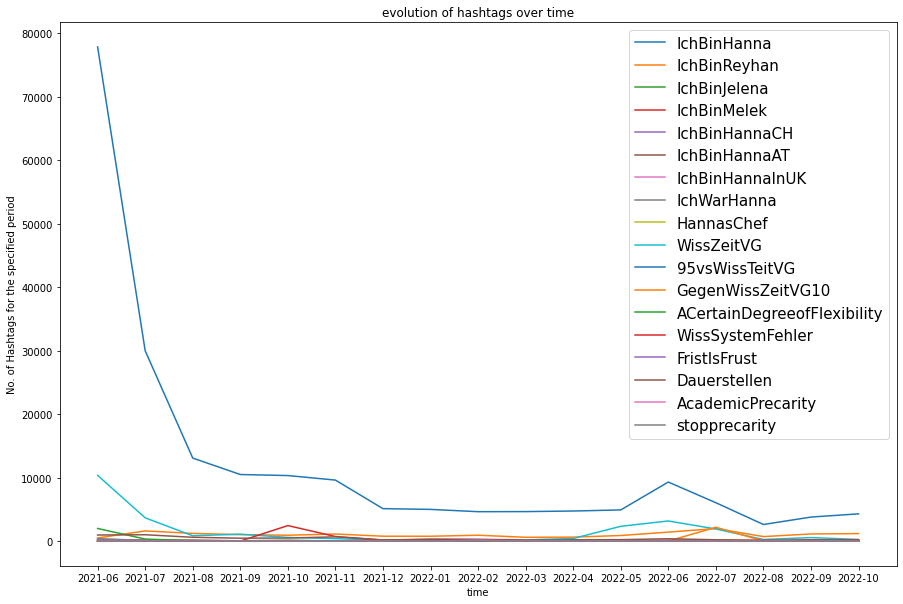 evolution of hashtags over time
No. of Hashtags for the specified period
80000
70000
60000
50000
40000
30000
20000
10000
0
IchBinHanna
IchBinReyhan
IchBinJelena
IchBinMelek
IchBinHannaCH
IchBinHannaAT
IchBinHannaInUK
IchWarHanna
HannasChef
WissZeitVG
95vsWissTeitVG
GegenWissZeitVG10
ACertainDegreeofFlexibility
WissSystemFehler
FristIsFrust
Dauerstellen
AcademicPrecarity
stopprecarity
2021-06 2021-07 2021-08 2021-09 2021-10 2021-11 2021-12 2022-01 2022-02 2022-03 2022-04 2022-05 2022-06 2022-07 2022-08 2022-09 2022-10
time